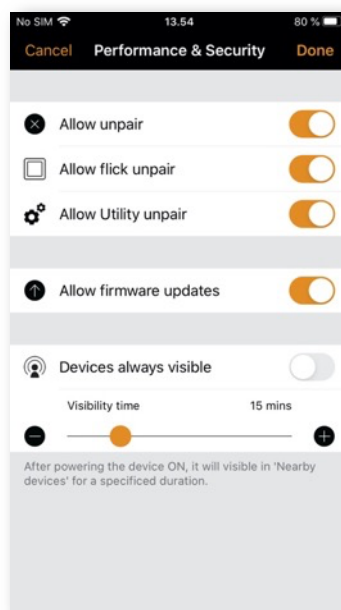 No SIM 13.54 80 %
Cancel Performance & Security Done
Allow unpair
Allow flick unpair
Allow Utility unpair
Allow firmware updates
Devices always visible
Visibility time 15 mins
After powering the device ON, it will visible in 'Nearby
devices' for a specificed duration.